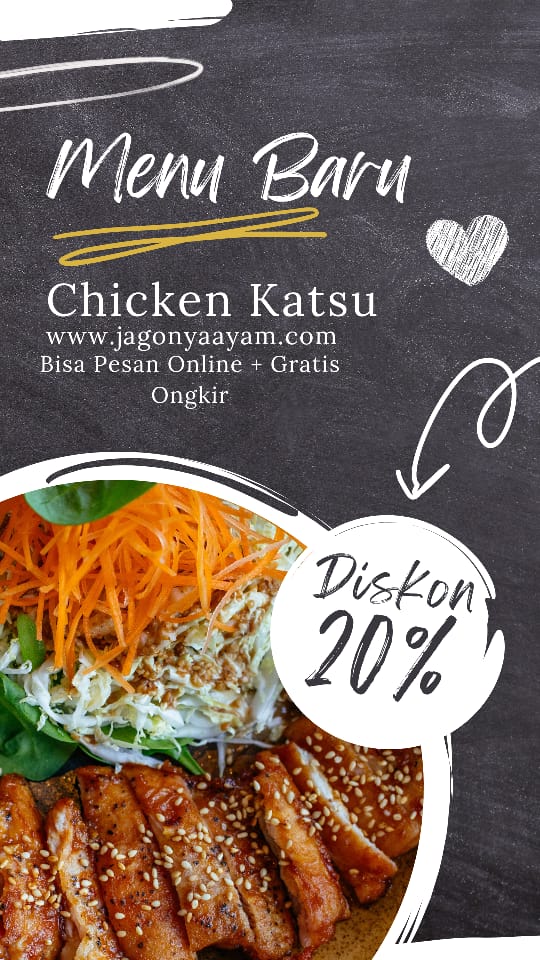 Menu Baru
Chicken Katsu
www.jagonyaayam.com
Bisa Pesan Online + Gratis
Ongkir
Diskon
20%